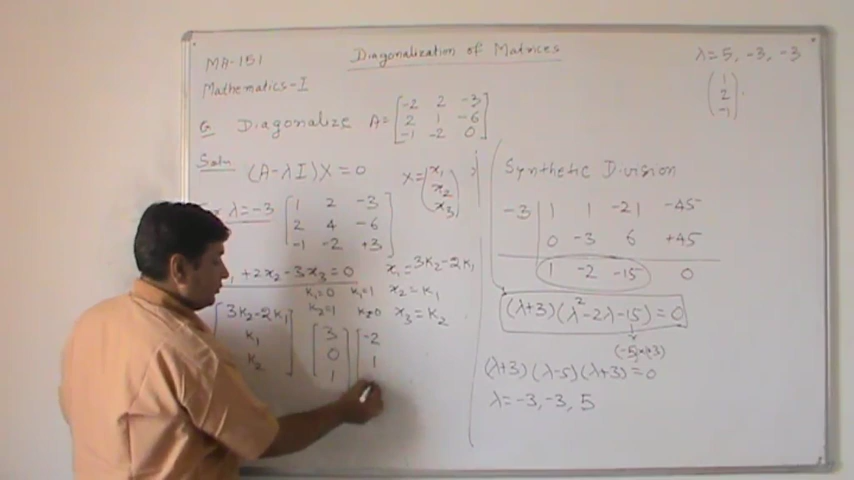 MA-151
Diagonalization of Matrices
Mathematics-I
Q Diagonalize A = [-2 2 -3
2 1 -6
-1 -2 0]
Soln (A-λI)X = 0
X = (x₁
x₂
x₃)
λ=-3 [1 2 -3
2 4 -6
-1 -2 +3]
₁ + 2x₂ - 3x₃ = 0
x₁ = 3k₂ - 2k₁
x₂ = k₁
x₃ = k₂
k₁=0 k₁=1
k₂=1 k₂=0
[3k₂-2k₁
k₁
k₂]
[3
0
1]
[-2
1
λ = 5, -3, -3
(1
2
-1)
Synthetic Division
-3 | 1 1 -21 -45
0 -3 6 +45
1 -2 -15 0
(λ+3)(λ²-2λ-15) = 0
(λ+3)(λ-5)(λ+3) = 0
λ = -3, -3, 5